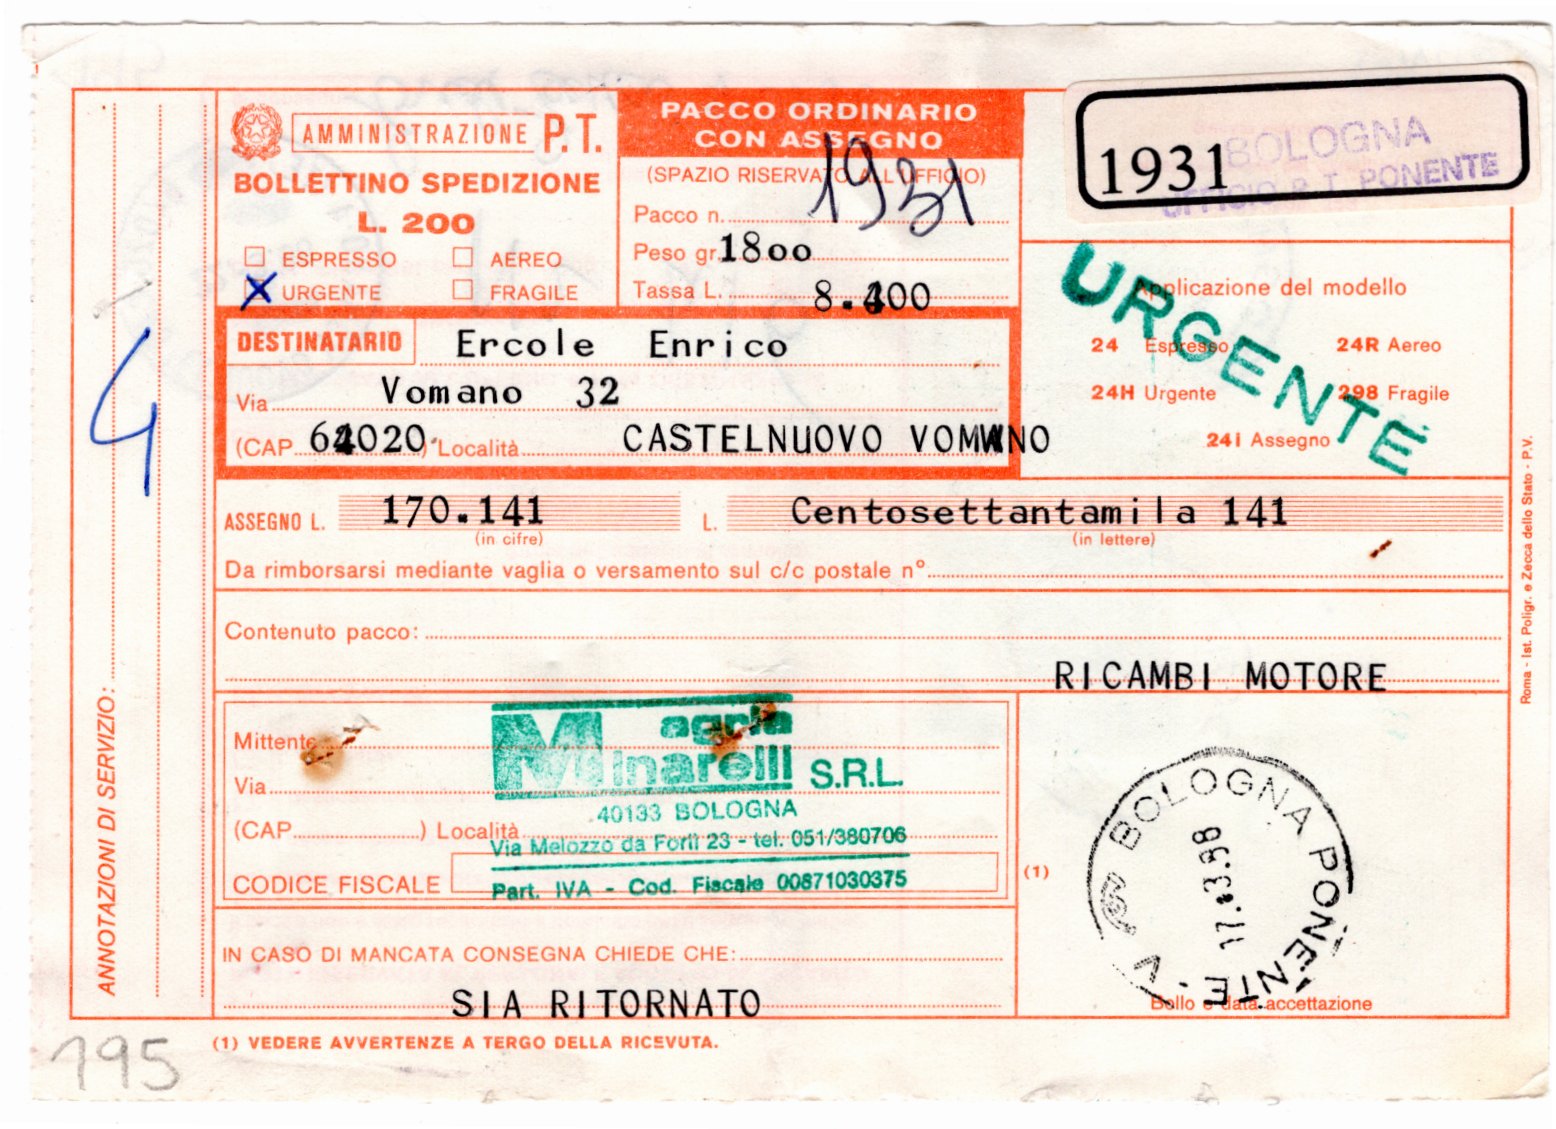 AMMINISTRAZIONE P.T.
BOLLETTINO SPEDIZIONE
L. 200
ESPRESSO AEREO
X URGENTE FRAGILE
PACCO ORDINARIO
CON ASSEGNO
(SPAZIO RISERVATO ALL'UFFICIO)
Pacco n. 1931
Peso gr. 1800
Tassa L. 8.400
1931
BOLOGNA
UFFICIO P.T. PONENTE
URGENTE
Applicazione del modello
24 Espresso 24R Aereo
24H Urgente 298 Fragile
24I Assegno
DESTINATARIO Ercole Enrico
Via Vomano 32
(CAP 64020) Località CASTELNUOVO VOMANO
4
ASSEGNO L. 170.141 L. Centosettantamila 141
(in cifre) (in lettere)
Da rimborsarsi mediante vaglia o versamento sul c/c postale n°
Contenuto pacco:
RICAMBI MOTORE
Mittente
Via
(CAP ) Località
CODICE FISCALE
agria
Minarelli S.R.L.
40133 BOLOGNA
Via Melozzo da Forlì 23 - tel. 051/380706
Part. IVA - Cod. Fiscale 00871030375
(1)
BOLOGNA PONENTE
17.3.98
Bollo e data accettazione
IN CASO DI MANCATA CONSEGNA CHIEDE CHE:
SIA RITORNATO
(1) VEDERE AVVERTENZE A TERGO DELLA RICEVUTA.
195
ANNOTAZIONI DI SERVIZIO:
Roma - Ist. Poligr. e Zecca dello Stato - P.V.